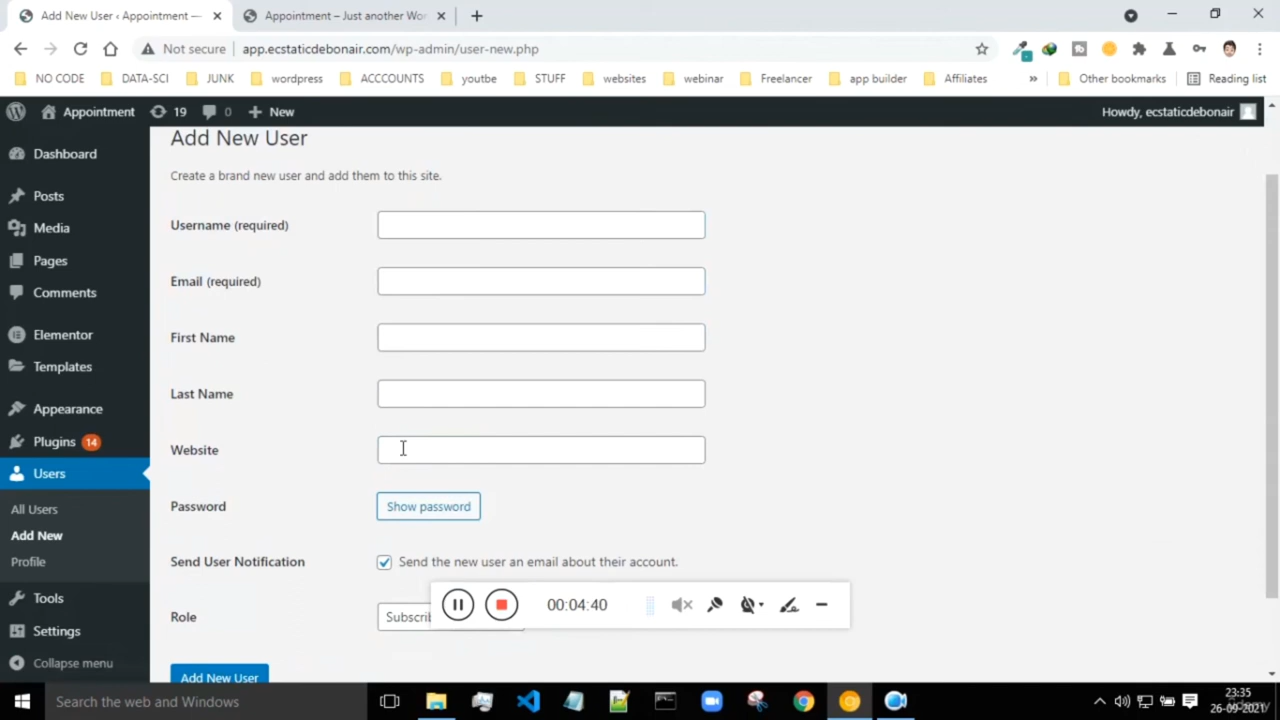 Add New User ‹ Appointment —
Appointment – Just another Wor
Not secure
app.ecstaticdebonair.com/wp-admin/user-new.php
NO CODE
DATA-SCI
JUNK
wordpress
ACCCOUNTS
youtbe
STUFF
websites
webinar
Freelancer
app builder
Affiliates
»
Other bookmarks
Reading list
Appointment
19
0
New
Howdy, ecstaticdebonair
Dashboard
Posts
Media
Pages
Comments
Elementor
Templates
Appearance
Plugins 14
Users
All Users
Add New
Profile
Tools
Settings
Collapse menu
Add New User
Create a brand new user and add them to this site.
Username (required)
Email (required)
First Name
Last Name
Website
Password
Show password
Send User Notification
Send the new user an email about their account.
Role
Subscrib
Add New User
00:04:40
Search the web and Windows
23:35
26-09-2021
udemy